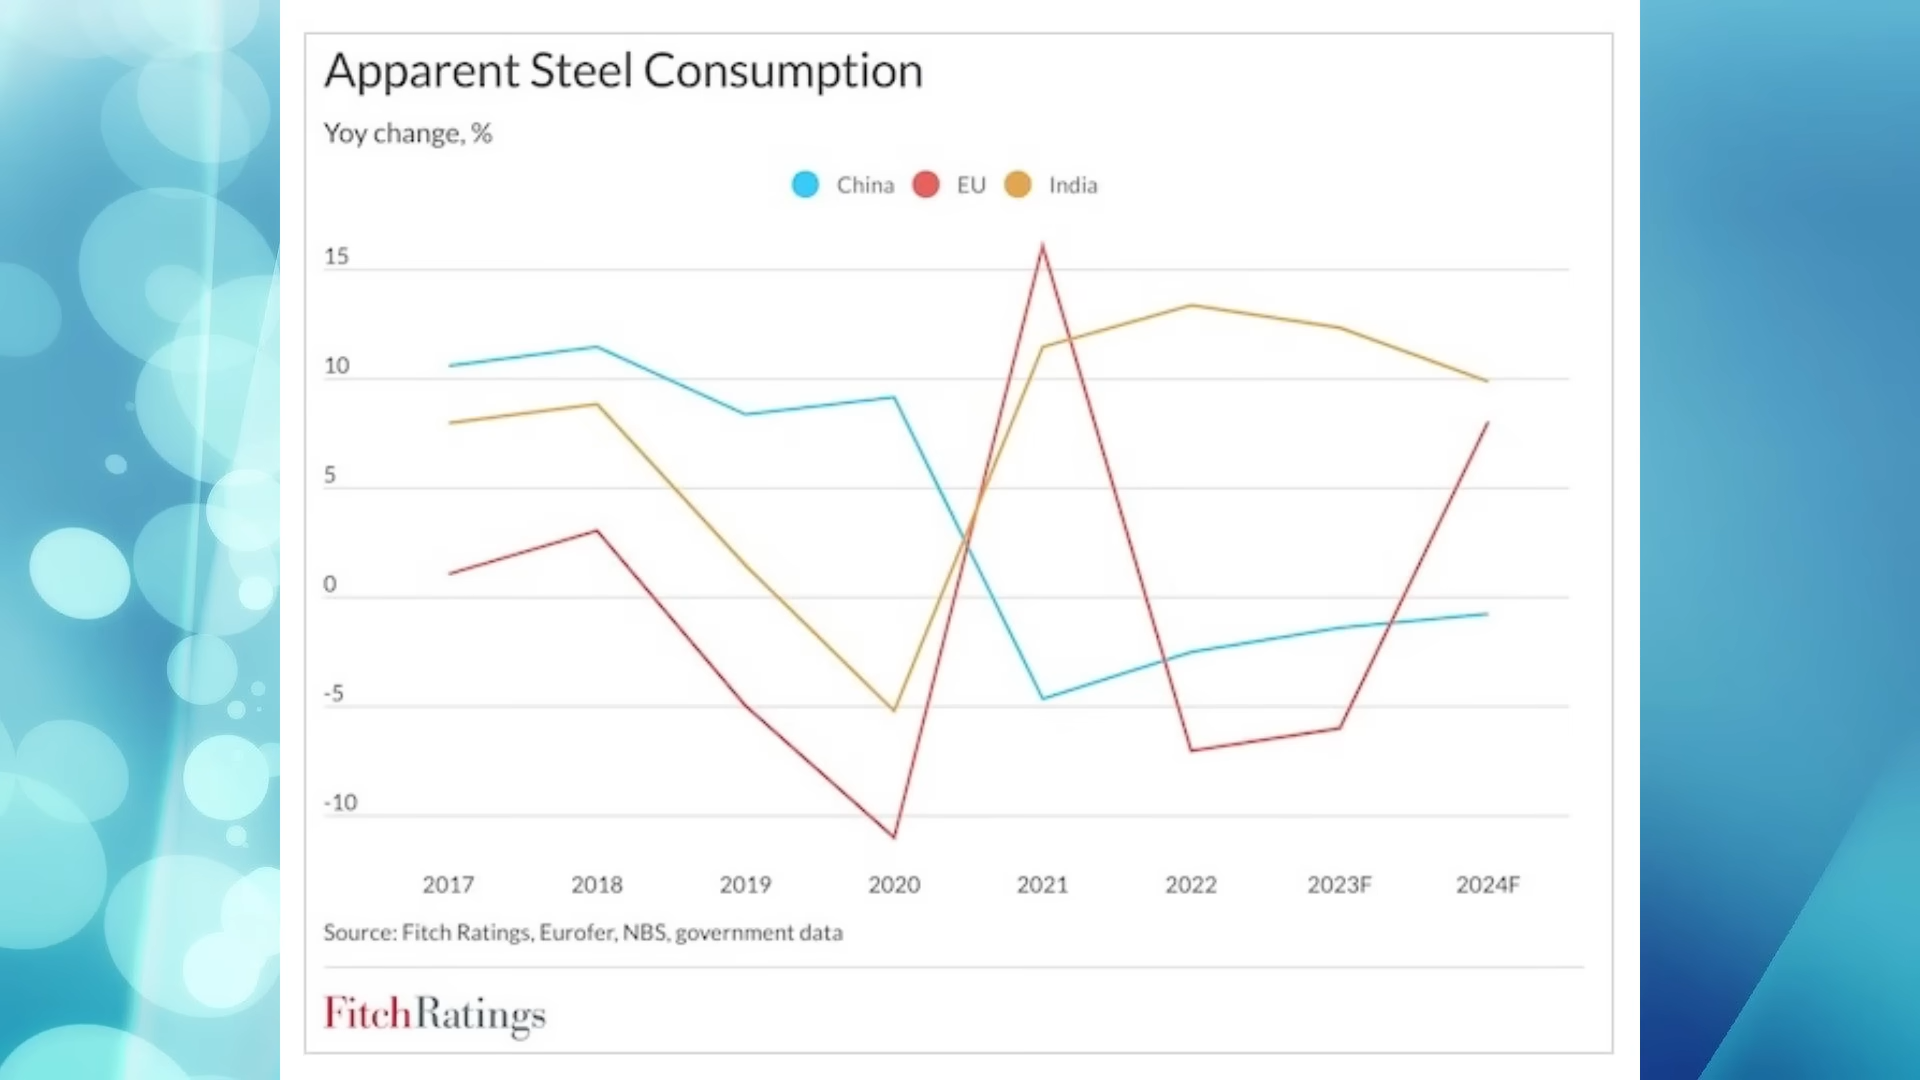 Apparent Steel Consumption
Yoy change, %
China EU India
15
10
5
0
-5
-10
2017 2018 2019 2020 2021 2022 2023F 2024F
Source: Fitch Ratings, Eurofer, NBS, government data
FitchRatings